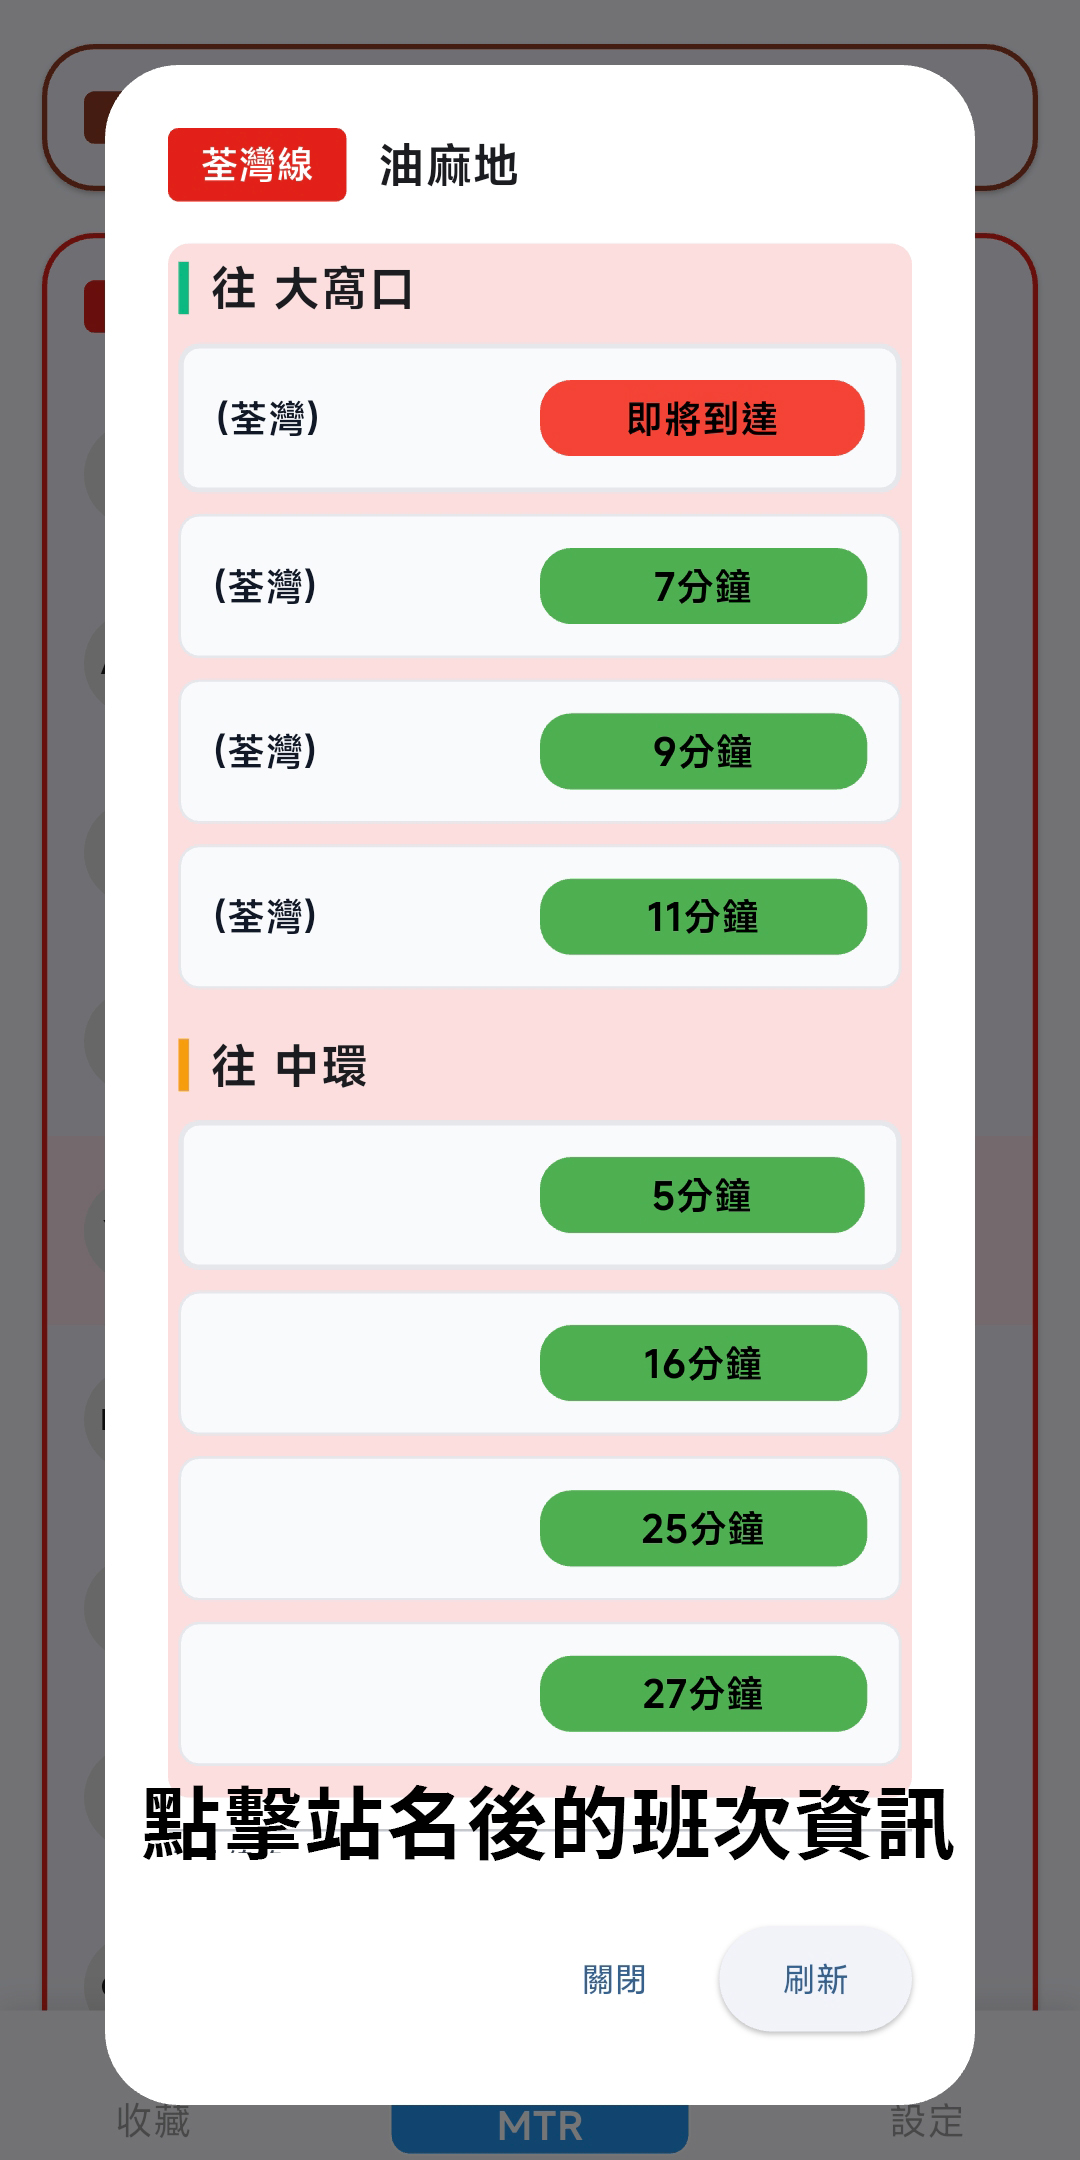 荃灣線 油麻地
往 大窩口
(荃灣) 即將到達
(荃灣) 7分鐘
(荃灣) 9分鐘
(荃灣) 11分鐘
往 中環
5分鐘
16分鐘
25分鐘
27分鐘
點擊站名後的班次資訊
關閉 刷新
收藏 MTR 設定